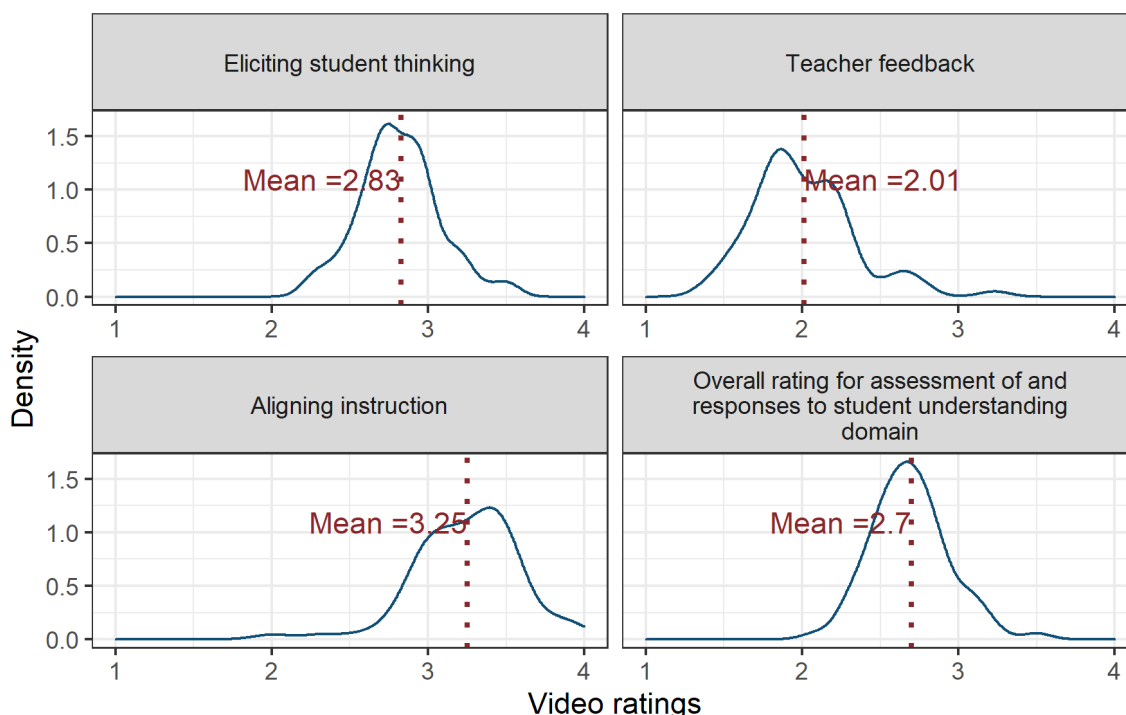 Eliciting student thinking
Teacher feedback
1.5
1.0
0.5
0.0
Mean =2.83
Mean =2.01
1 2 3 4
1 2 3 4
Density
Aligning instruction
Overall rating for assessment of and
responses to student understanding
domain
1.5
1.0
0.5
0.0
Mean =3.25
Mean =2.7
1 2 3 4
1 2 3 4
Video ratings